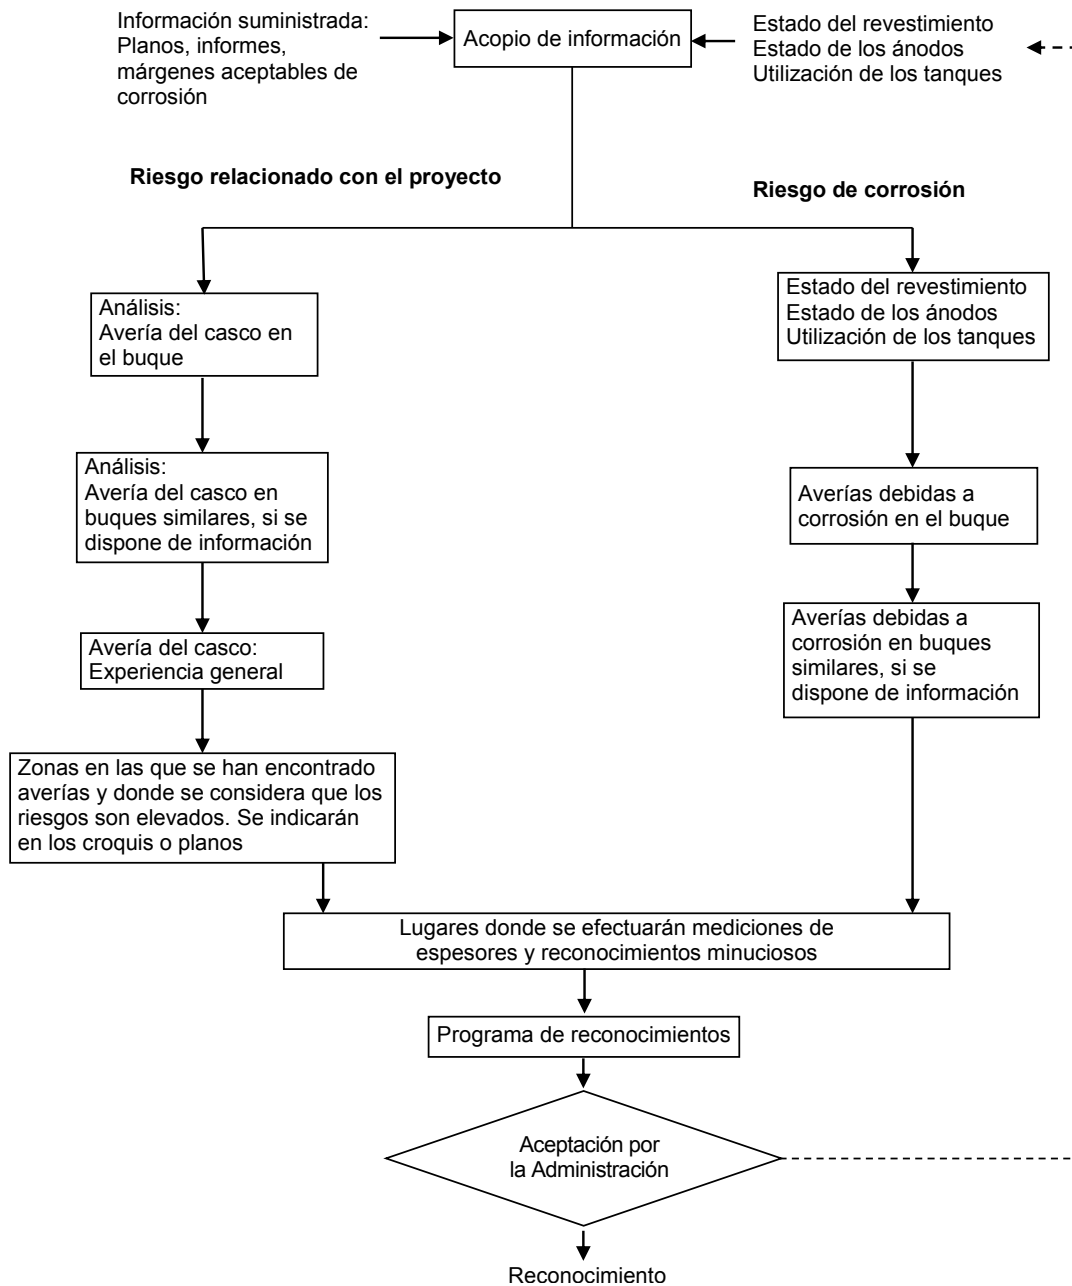 Información suministrada:
Planos, informes,
márgenes aceptables de
corrosión
Acopio de información
Estado del revestimiento
Estado de los ánodos
Utilización de los tanques
Riesgo relacionado con el proyecto
Riesgo de corrosión
Análisis:
Avería del casco en
el buque
Análisis:
Avería del casco en
buques similares, si se
dispone de información
Avería del casco:
Experiencia general
Zonas en las que se han encontrado
averías y donde se considera que los
riesgos son elevados. Se indicarán
en los croquis o planos
Estado del revestimiento
Estado de los ánodos
Utilización de los tanques
Averías debidas a
corrosión en el buque
Averías debidas a
corrosión en buques
similares, si se
dispone de información
Lugares donde se efectuarán mediciones de
espesores y reconocimientos minuciosos
Programa de reconocimientos
Aceptación por
la Administración
Reconocimiento